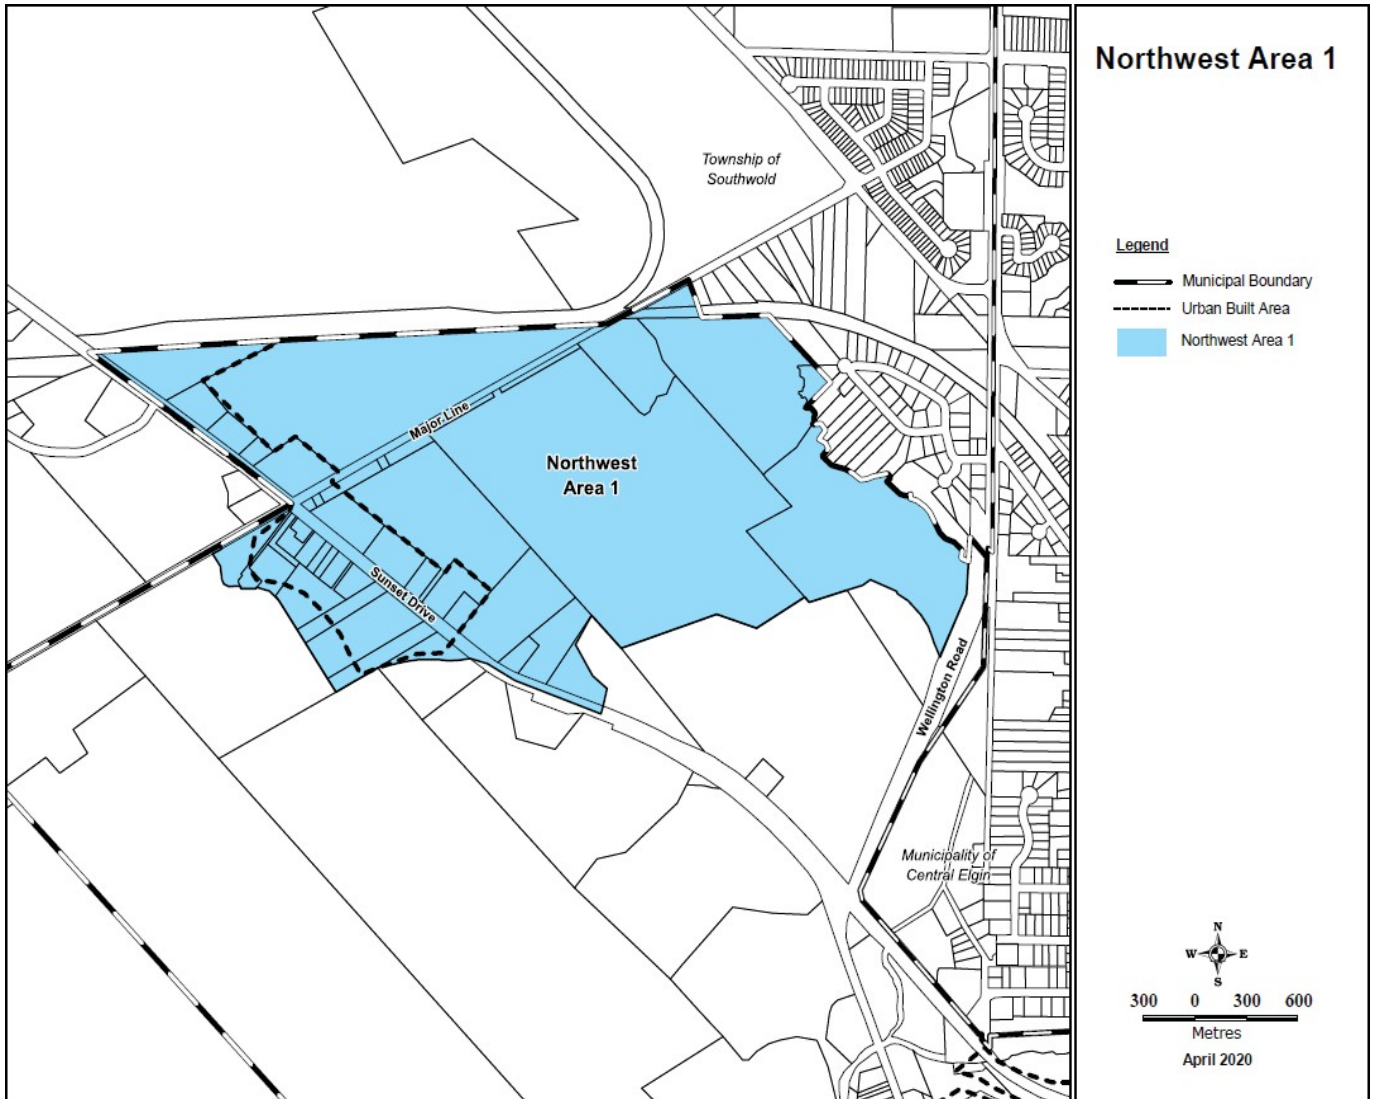 Northwest Area 1
Township of
Southwold
Legend
Municipal Boundary
Urban Built Area
Northwest Area 1
Major Line
Northwest
Area 1
Sunset Drive
Wellington Road
Municipality of
Central Elgin
N
W E
S
300 0 300 600
Metres
April 2020